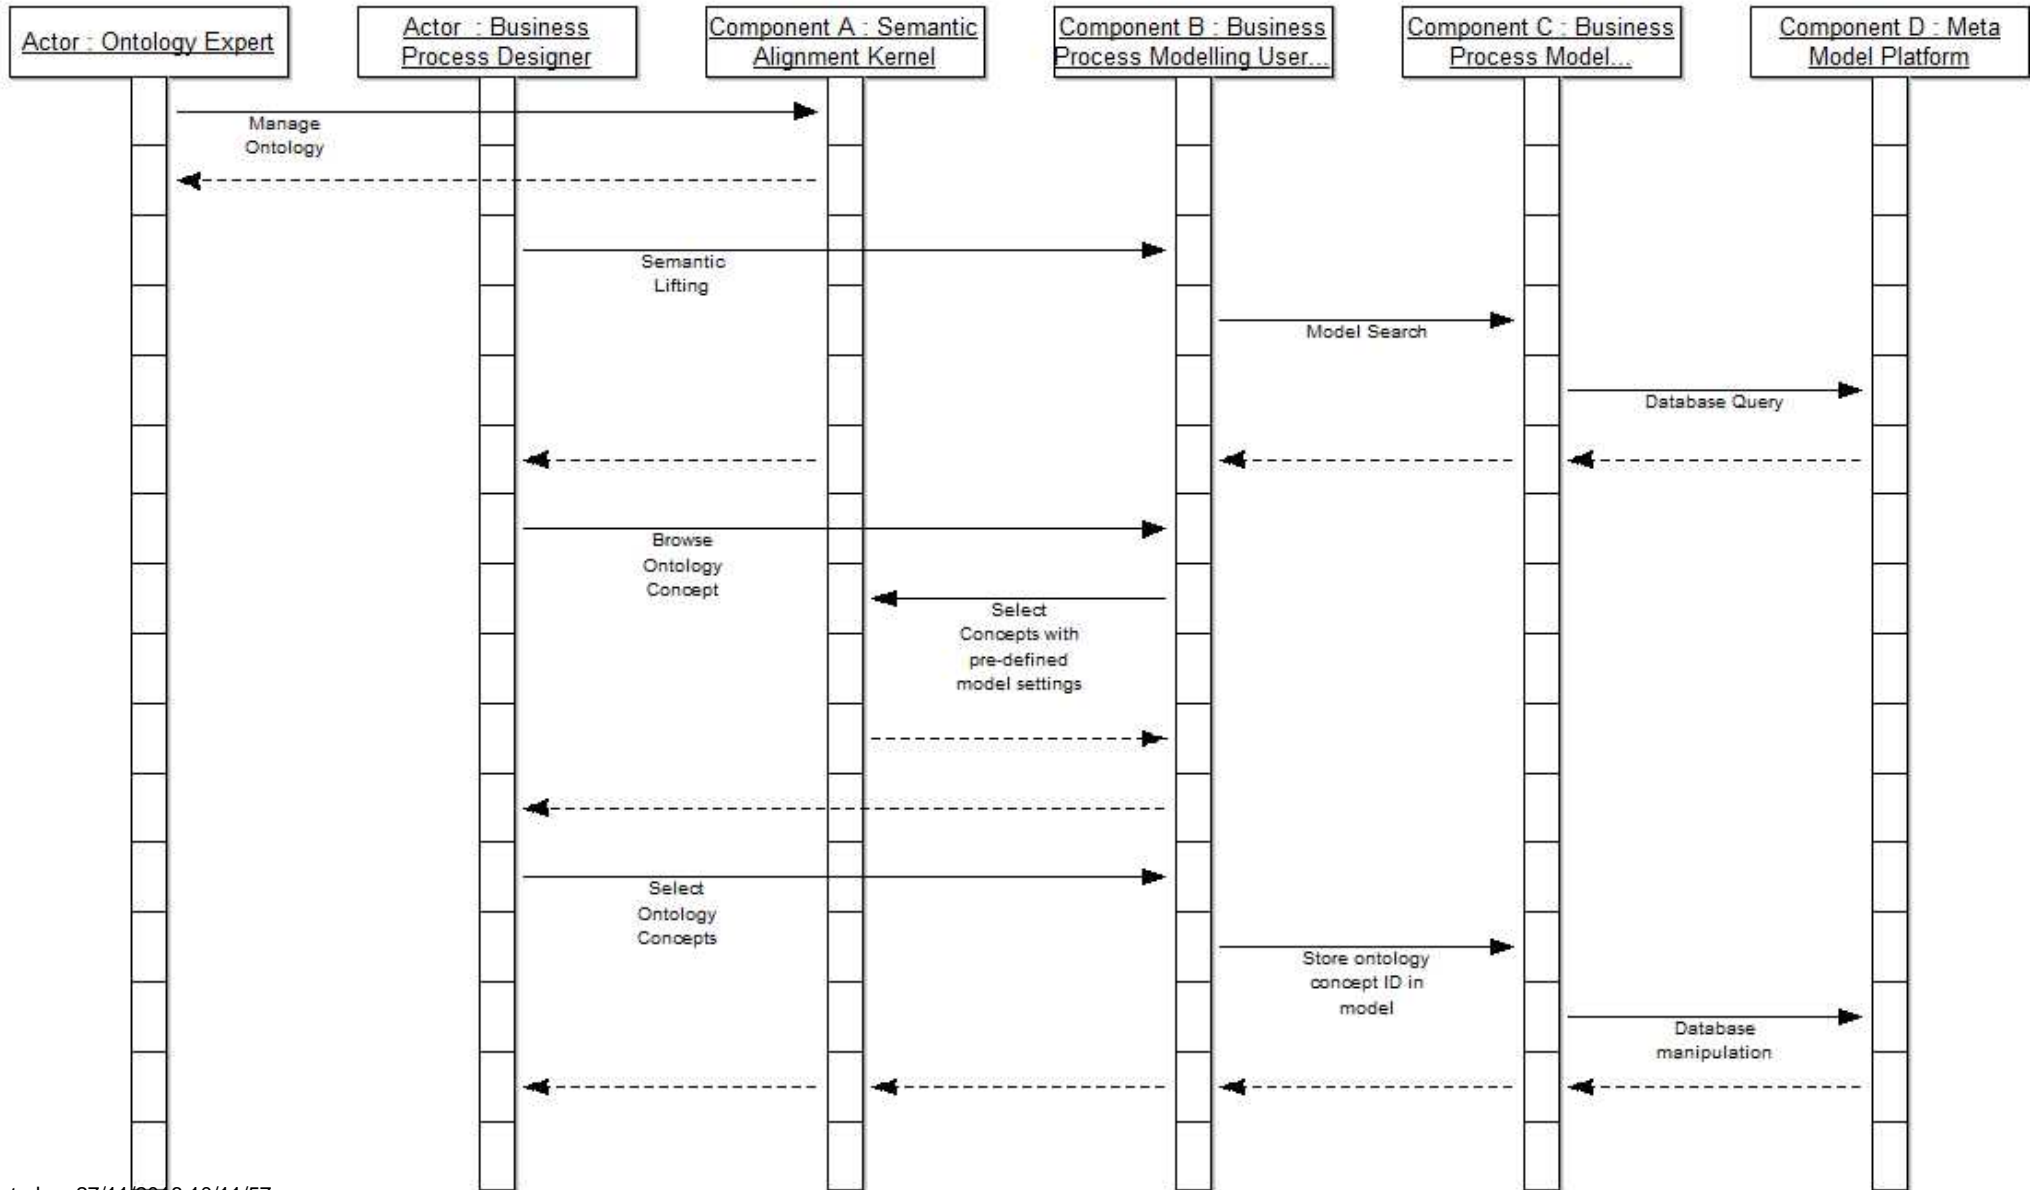 Actor : Ontology Expert
Actor : Business
Process Designer
Component A : Semantic
Alignment Kernel
Component B : Business
Process Modelling User...
Component C : Business
Process Model...
Component D : Meta
Model Platform
Manage
Ontology
Semantic
Lifting
Model Search
Database Query
Browse
Ontology
Concept
Select
Concepts with
pre-defined
model settings
Select
Ontology
Concepts
Store ontology
concept ID in
model
Database
manipulation